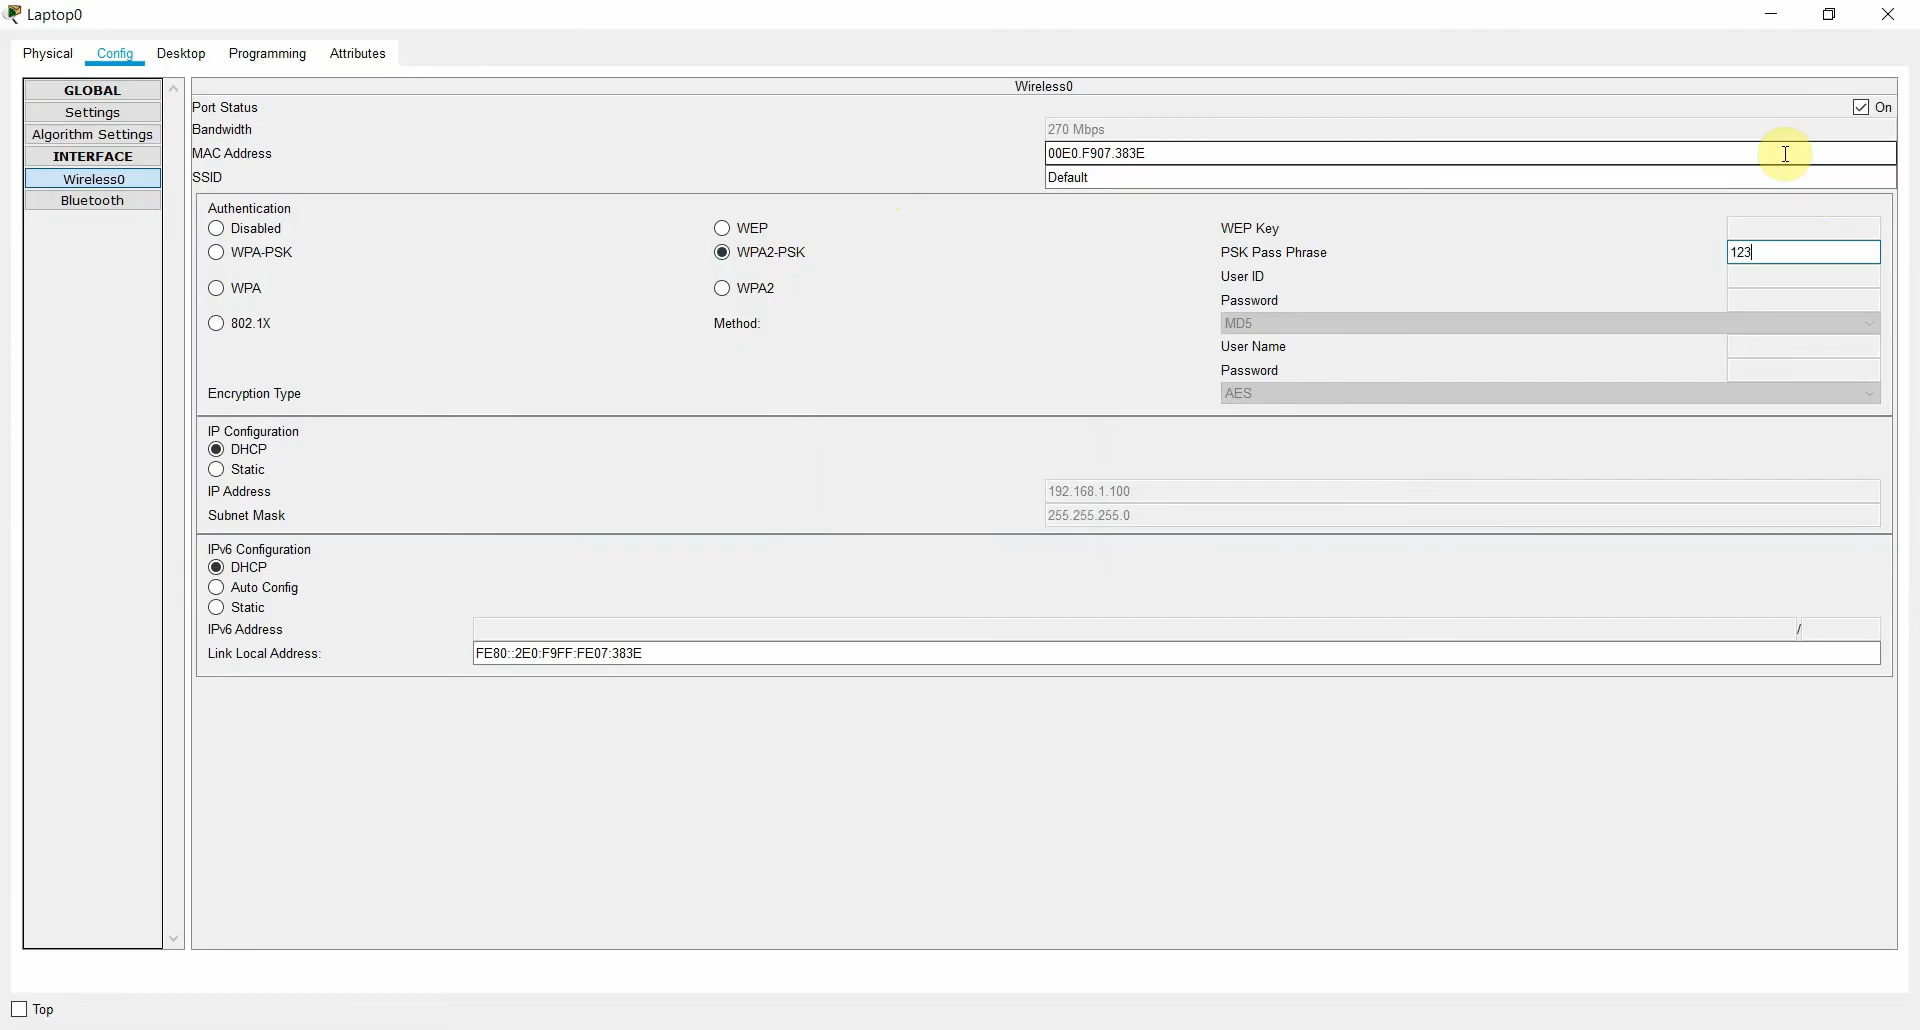 Laptop0
Physical Config Desktop Programming Attributes
GLOBAL
Settings
Algorithm Settings
INTERFACE
Wireless0
Bluetooth
Wireless0
Port Status On
Bandwidth 270 Mbps
MAC Address 00E0.F907.383E
SSID Default
Authentication
Disabled WEP WEP Key
WPA-PSK WPA2-PSK PSK Pass Phrase 123
User ID
WPA WPA2 Password
802.1X Method: MD5
User Name
Password
Encryption Type AES
IP Configuration
DHCP
Static
IP Address 192.168.1.100
Subnet Mask 255.255.255.0
IPv6 Configuration
DHCP
Auto Config
Static
IPv6 Address /
Link Local Address: FE80::2E0:F9FF:FE07:383E
Top